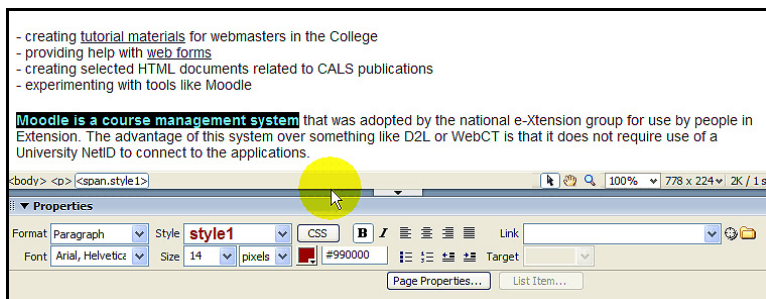 - creating tutorial materials for webmasters in the College
- providing help with web forms
- creating selected HTML documents related to CALS publications
- experimenting with tools like Moodle
Moodle is a course management system that was adopted by the national e-Xtension group for use by people in
Extension. The advantage of this system over something like D2L or WebCT is that it does not require use of a
University NetID to connect to the applications.
<body> <p> <span.style1> 100% 778 x 224 2K / 1 s
Properties
Format Paragraph Style style1 CSS B I Link
Font Arial, Helvetica Size 14 pixels #990000 Target
Page Properties... List Item...